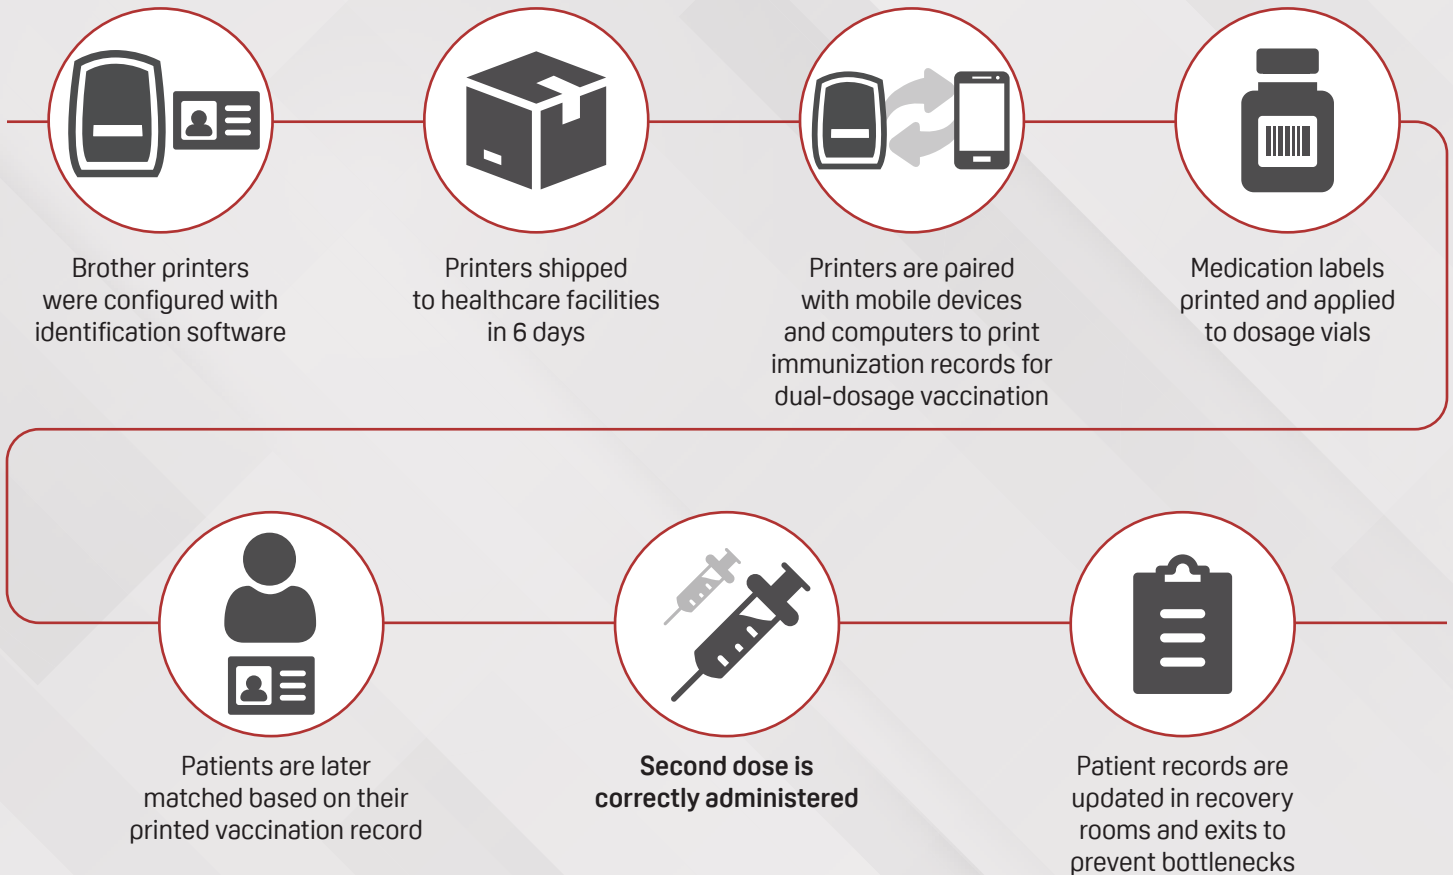 Brother printers
were configured with
identification software
Printers shipped
to healthcare facilities
in 6 days
Printers are paired
with mobile devices
and computers to print
immunization records for
dual-dosage vaccination
Medication labels
printed and applied
to dosage vials
Patients are later
matched based on their
printed vaccination record
Second dose is
correctly administered
Patient records are
updated in recovery
rooms and exits to
prevent bottlenecks